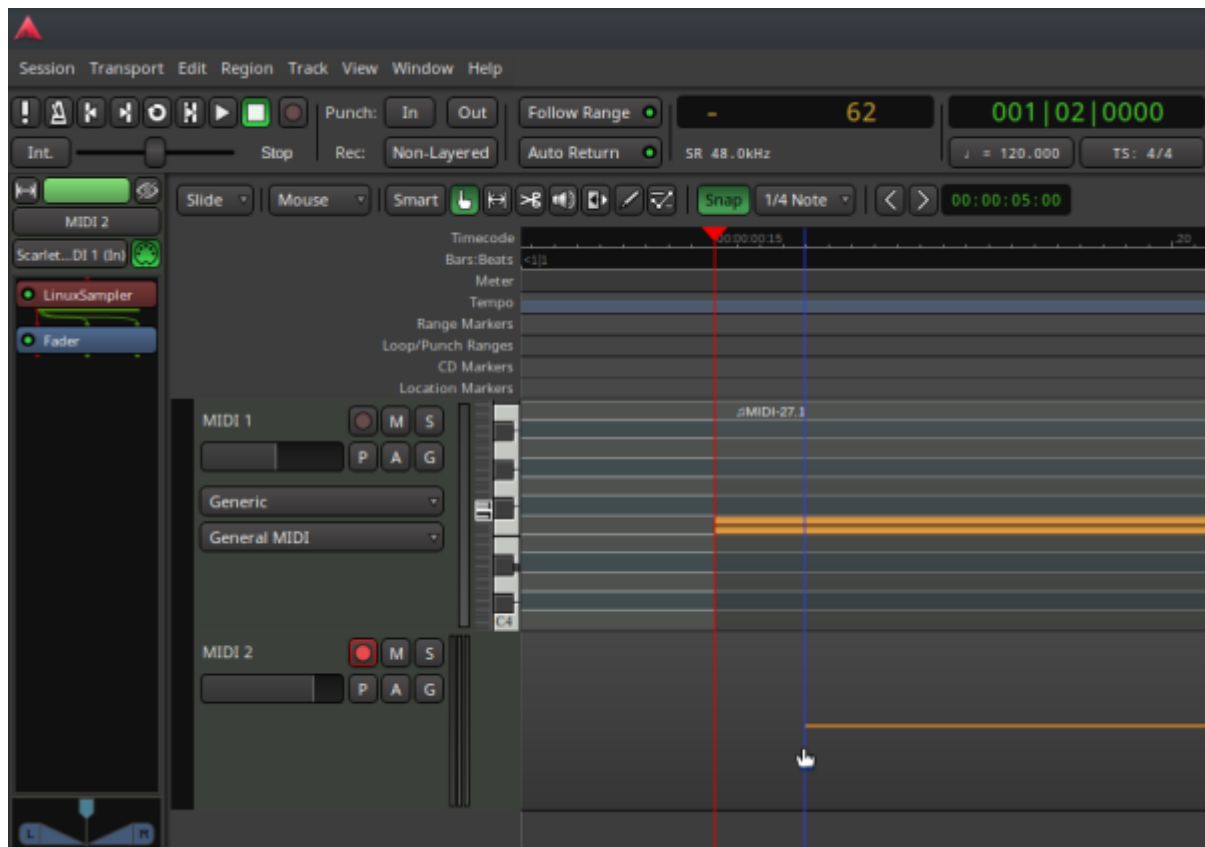 Session Transport Edit Region Track View Window Help
Punch: In Out Follow Range - 62 001|02|0000
Int. Stop Rec: Non-Layered Auto Return SR 48.0kHz ♩ = 120.000 TS: 4/4
Slide Mouse Smart Snap 1/4 Note 00:00:05:00
MIDI 2
Scarlet...DI 1 (In)
LinuxSampler
Fader
Timecode 00:00:00:15
Bars:Beats <1|1
Meter
Tempo
Range Markers
Loop/Punch Ranges
CD Markers
Location Markers
MIDI 1 M S ♫MIDI-27.1
P A G
Generic
General MIDI
C4
MIDI 2 M S
P A G
L R